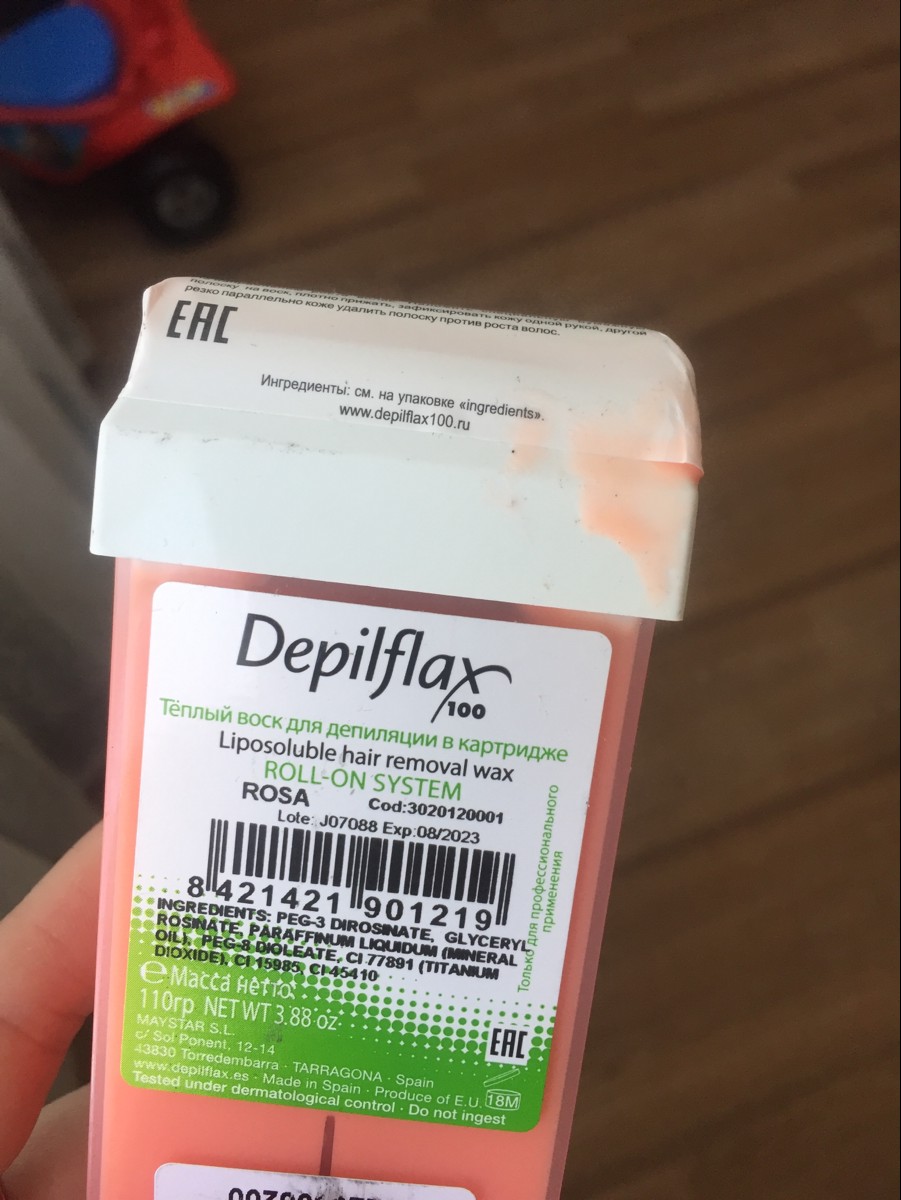 полоску на воск, плотно прижать, зафиксировать кожу одной рукой, другой
резко параллельно коже удалить полоску против роста волос.
EAC
Ингредиенты: см. на упаковке «ingredients».
www.depilflax100.ru
Depilflax
100
Тёплый воск для депиляции в картридже
Liposoluble hair removal wax
ROLL-ON SYSTEM
ROSA Cod:3020120001
Lote: J07088 Exp:08/2023
8 421421 901219
INGREDIENTS: PEG-3 DIROSINATE, GLYCERYL
ROSINATE, PARAFFINUM LIQUIDUM (MINERAL
OIL), PEG-8 DIOLEATE, CI 77891 (TITANIUM
DIOXIDE), CI 15985, CI 45410
Только для профессионального
применения
e Масса нетто:
110гр NET WT 3.88 oz.
MAYSTAR S.L.
c/ Sol Ponent, 12-14
43830 Torredembarra · TARRAGONA · Spain
www.depilflax.es · Made in Spain · Produce of E.U.
Tested under dermatological control · Do not ingest
EAC
18M